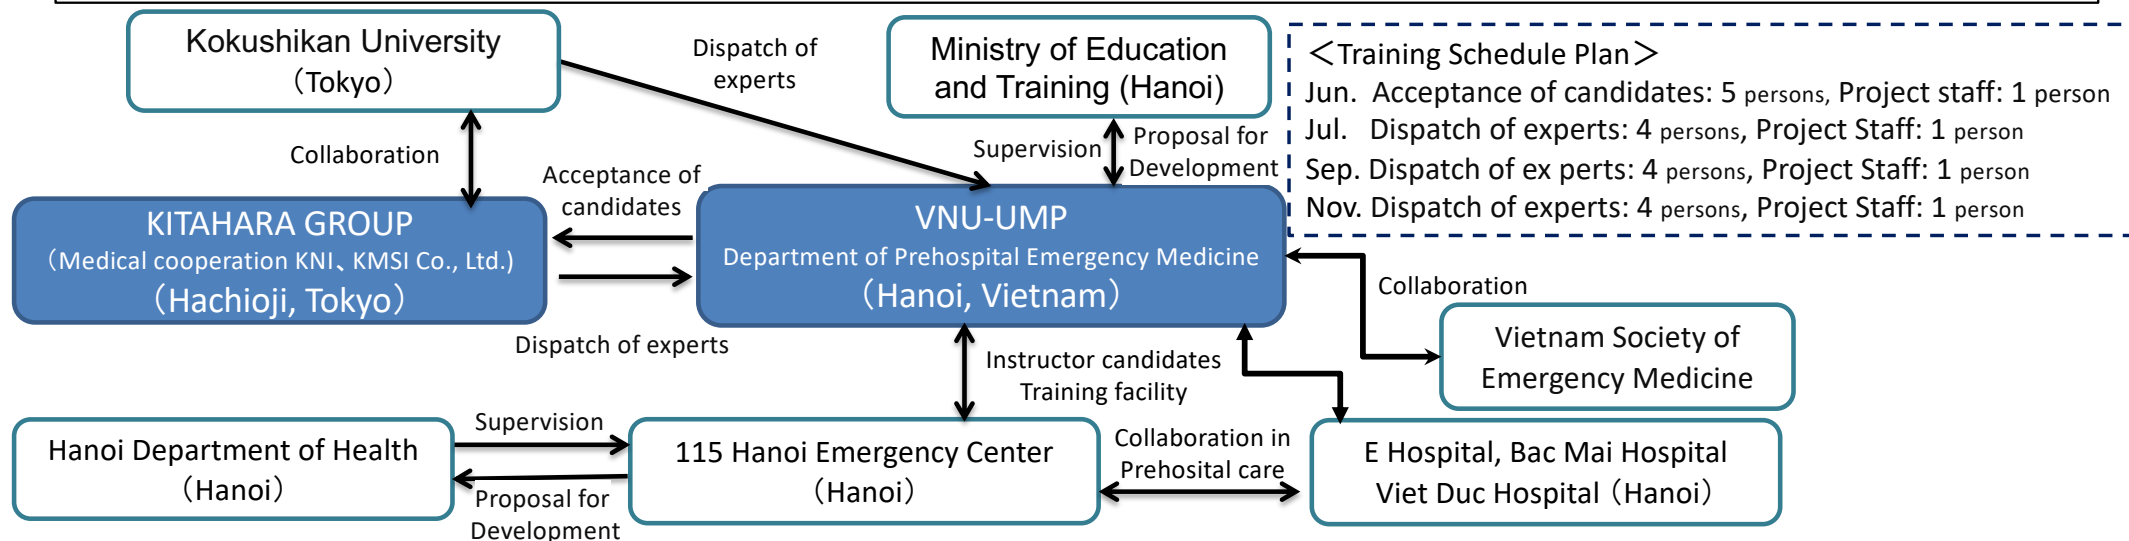 Kokushikan University
（Tokyo）
Dispatch of
experts
Ministry of Education
and Training (Hanoi)
＜Training Schedule Plan＞
Jun. Acceptance of candidates: 5 persons, Project staff: 1 person
Jul. Dispatch of experts: 4 persons, Project Staff: 1 person
Sep. Dispatch of ex perts: 4 persons, Project Staff: 1 person
Nov. Dispatch of experts: 4 persons, Project Staff: 1 person
Collaboration
Supervision
Proposal for
Development
Acceptance of
candidates
KITAHARA GROUP
（Medical cooperation KNI、KMSI Co., Ltd.）
（Hachioji, Tokyo）
VNU-UMP
Department of Prehospital Emergency Medicine
（Hanoi, Vietnam）
Collaboration
Dispatch of experts
Instructor candidates
Training facility
Vietnam Society of
Emergency Medicine
Hanoi Department of Health
（Hanoi）
Supervision
Proposal for
Development
115 Hanoi Emergency Center
（Hanoi）
Collaboration in
Prehosital care
E Hospital, Bac Mai Hospital
Viet Duc Hospital（Hanoi）